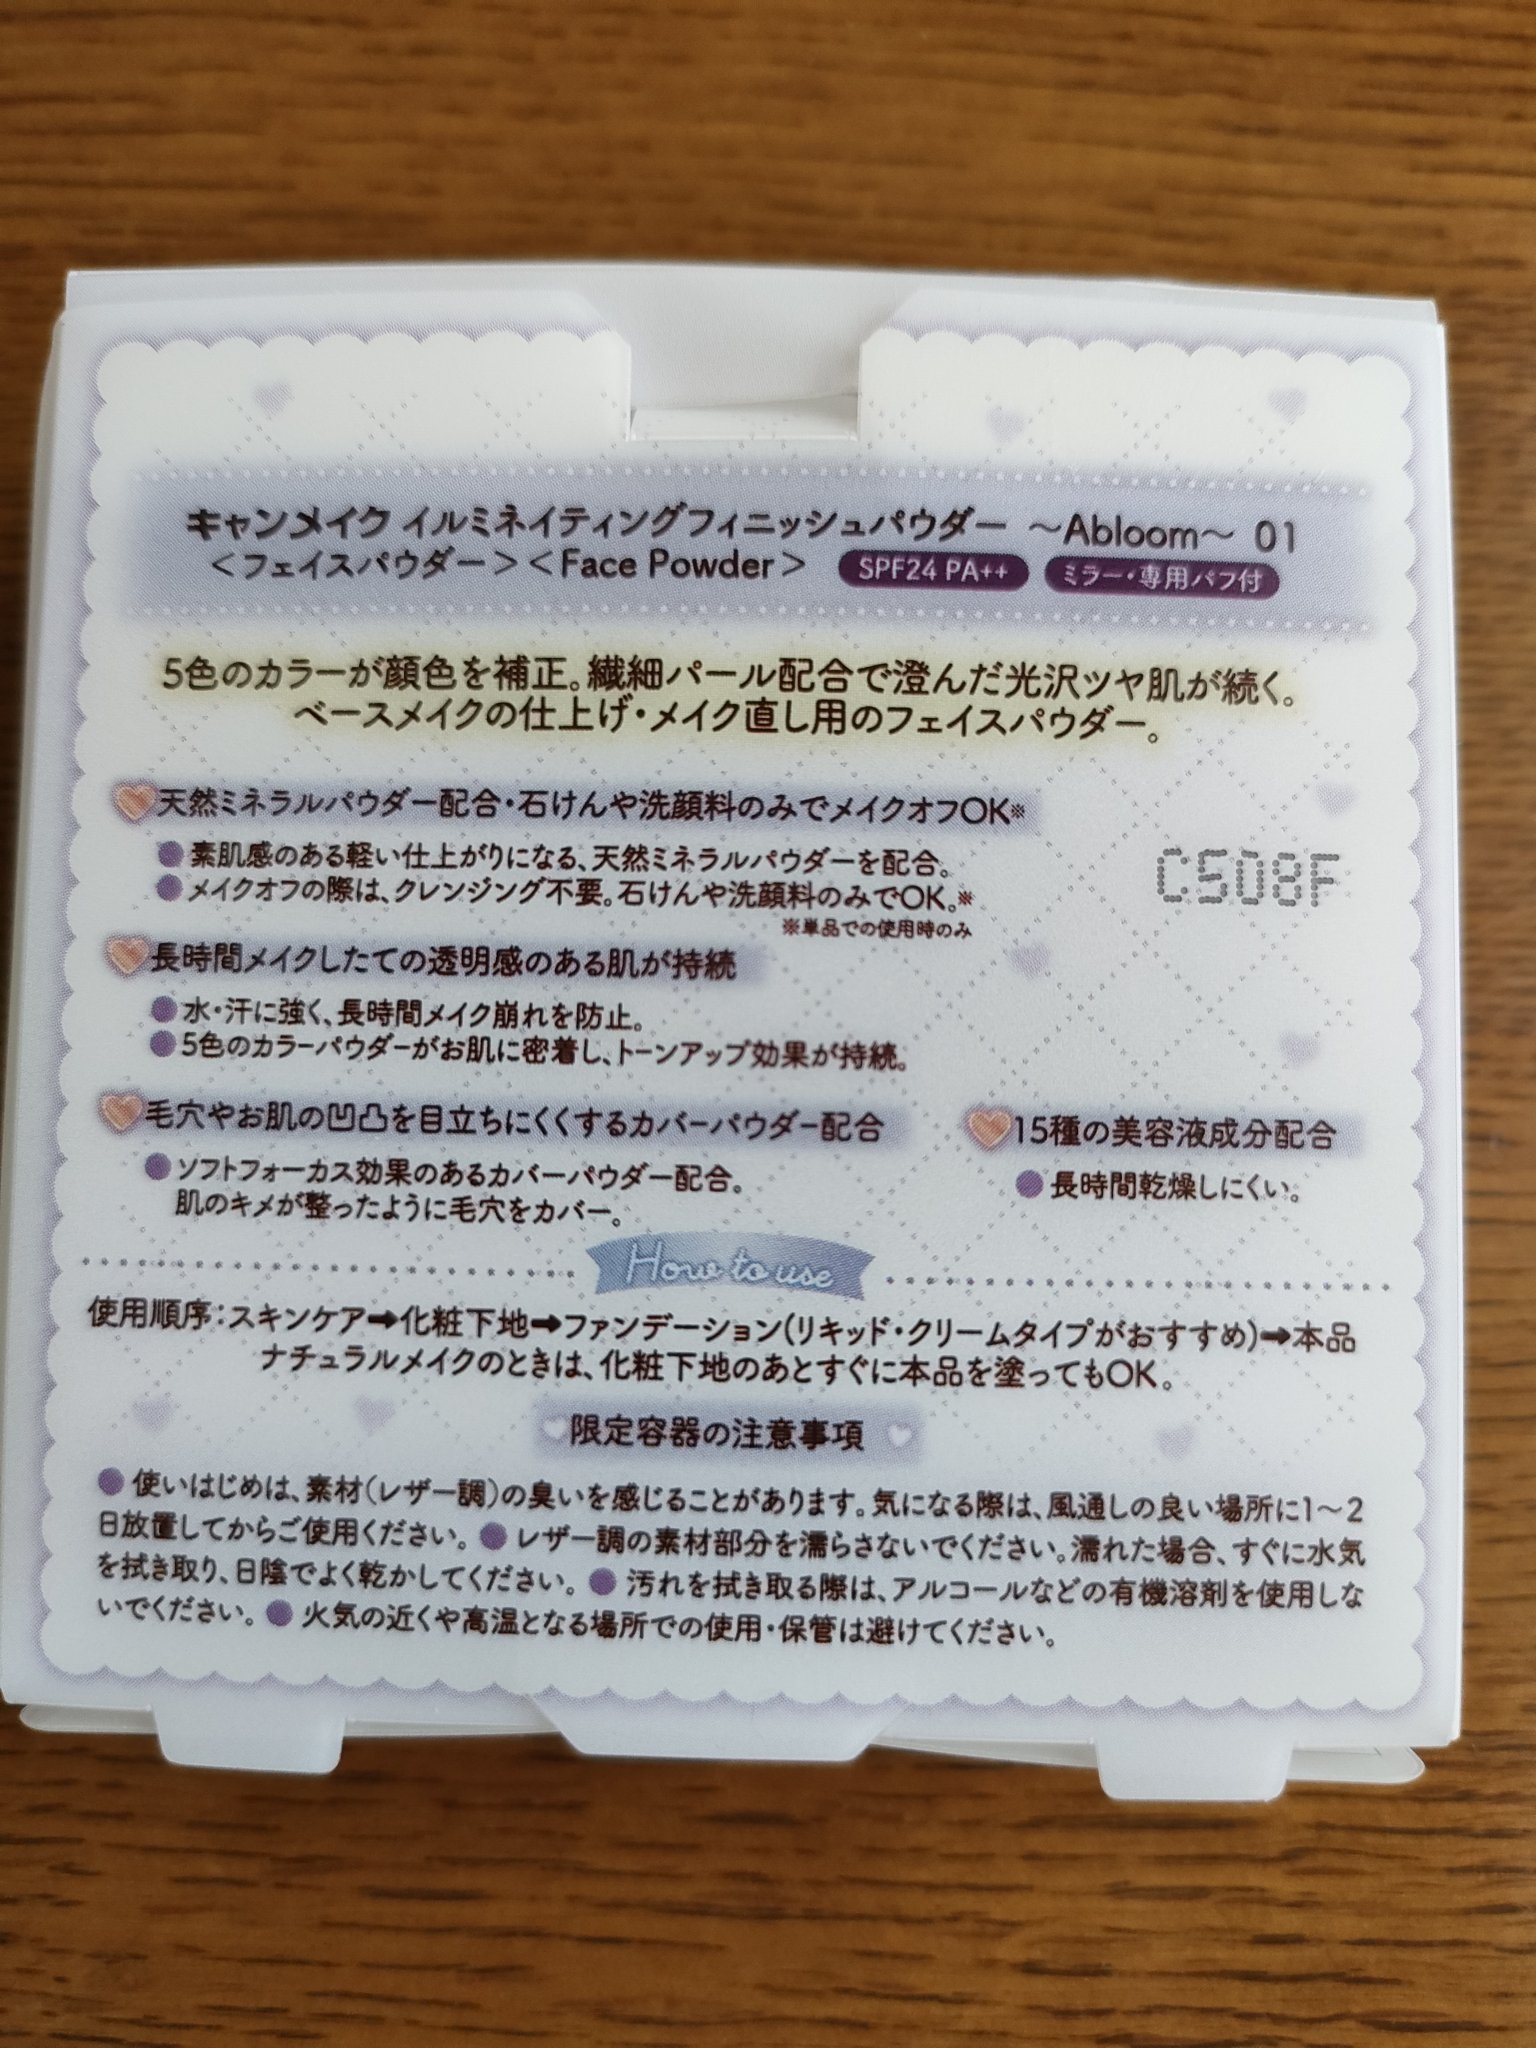 キャンメイク イルミネイティングフィニッシュパウダー ～Abloom～ 01
＜フェイスパウダー＞＜Face Powder＞ SPF24 PA++ ミラー・専用パフ付
5色のカラーが顔色を補正。繊細パール配合で澄んだ光沢ツヤ肌が続く。
ベースメイクの仕上げ・メイク直し用のフェイスパウダー。
天然ミネラルパウダー配合・石けんや洗顔料のみでメイクオフOK※
●素肌感のある軽い仕上がりになる、天然ミネラルパウダーを配合。
●メイクオフの際は、クレンジング不要。石けんや洗顔料のみでOK。※
※単品での使用時のみ
C508F
長時間メイクしたての透明感のある肌が持続
●水・汗に強く、長時間メイク崩れを防止。
●5色のカラーパウダーがお肌に密着し、トーンアップ効果が持続。
毛穴やお肌の凹凸を目立ちにくくするカバーパウダー配合
●ソフトフォーカス効果のあるカバーパウダー配合。
肌のキメが整ったように毛穴をカバー。
15種の美容液成分配合
●長時間乾燥しにくい。
How to use
使用順序：スキンケア➡化粧下地➡ファンデーション(リキッド・クリームタイプがおすすめ)➡本品
ナチュラルメイクのときは、化粧下地のあとすぐに本品を塗ってもOK。
限定容器の注意事項
●使いはじめは、素材(レザー調)の臭いを感じることがあります。気になる際は、風通しの良い場所に1～2
日放置してからご使用ください。●レザー調の素材部分を濡らさないでください。濡れた場合、すぐに水気
を拭き取り、日陰でよく乾かしてください。●汚れを拭き取る際は、アルコールなどの有機溶剤を使用しな
いでください。●火気の近くや高温となる場所での使用・保管は避けてください。